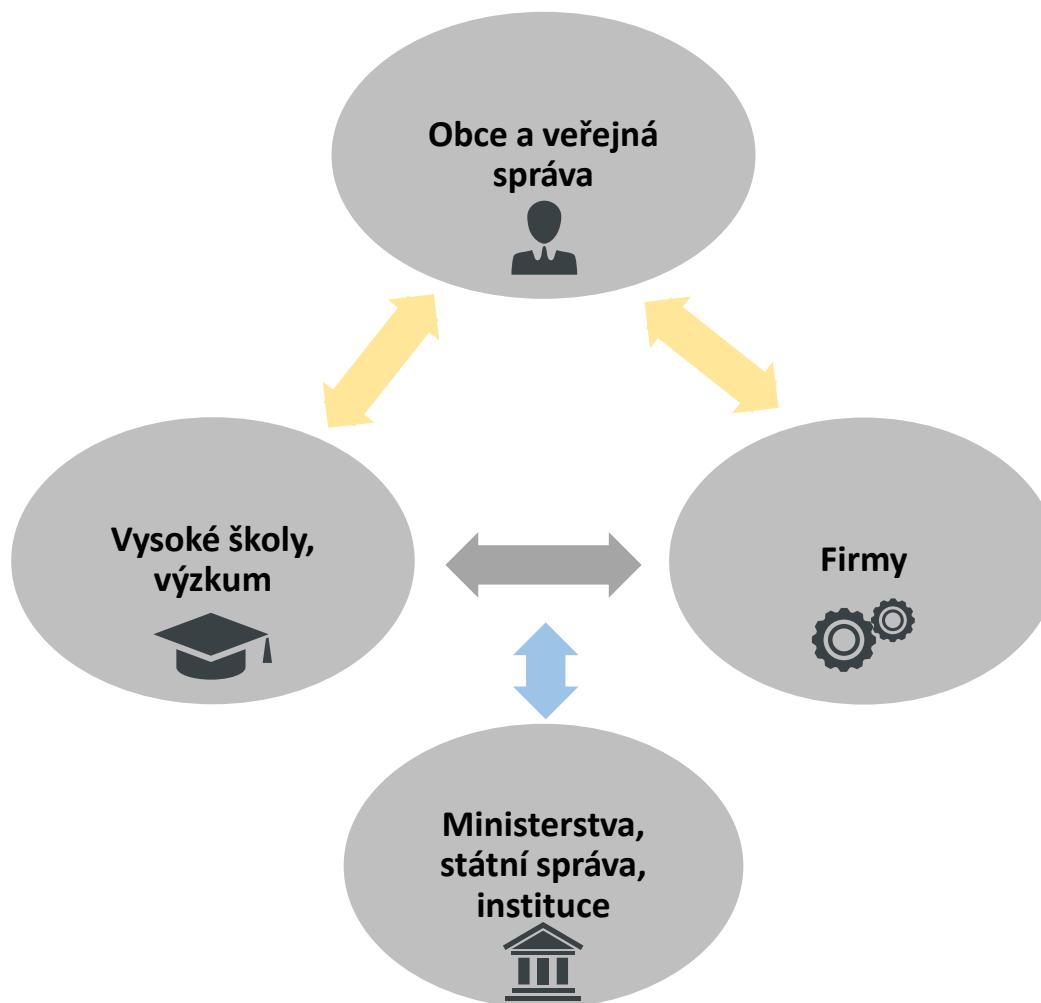 Obce a veřejná
správa
Vysoké školy,
výzkum
Firmy
Ministerstva,
státní správa,
instituce